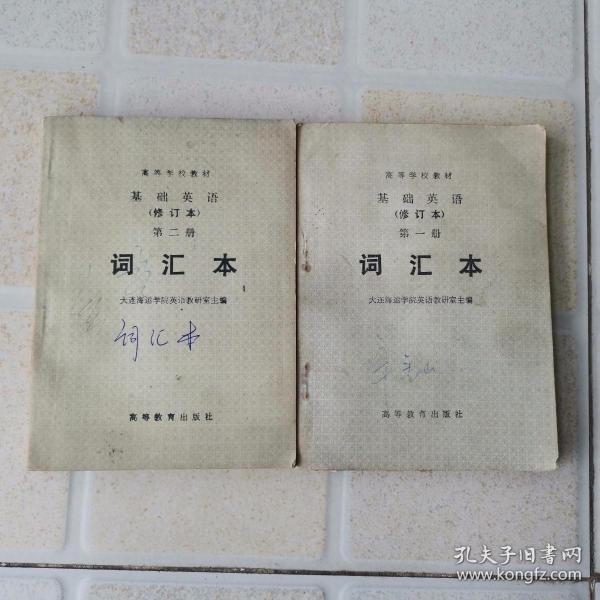 高等学校教材
基础英语
(修订本)
第二册
词汇本
大连海运学院英语教研室主编
词汇本
高等教育出版社
高等学校教材
基础英语
(修订本)
第一册
词汇本
大连海运学院英语教研室主编
高等教育出版社
孔夫子旧书网
www.kongfz.com